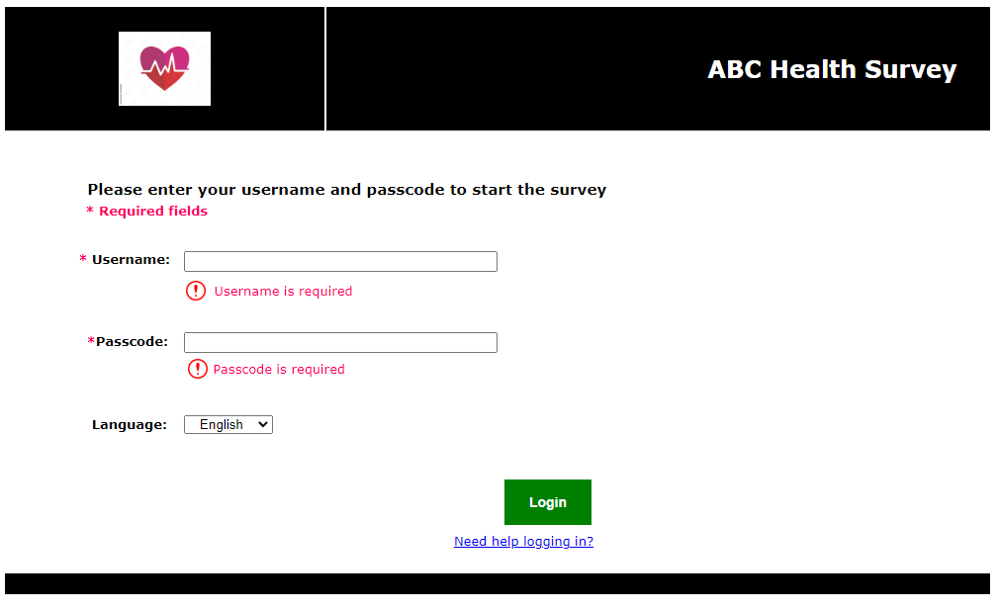 ABC Health Survey
Please enter your username and passcode to start the survey
* Required fields
* Username:
Username is required
*Passcode:
Passcode is required
Language: English
Login
Need help logging in?